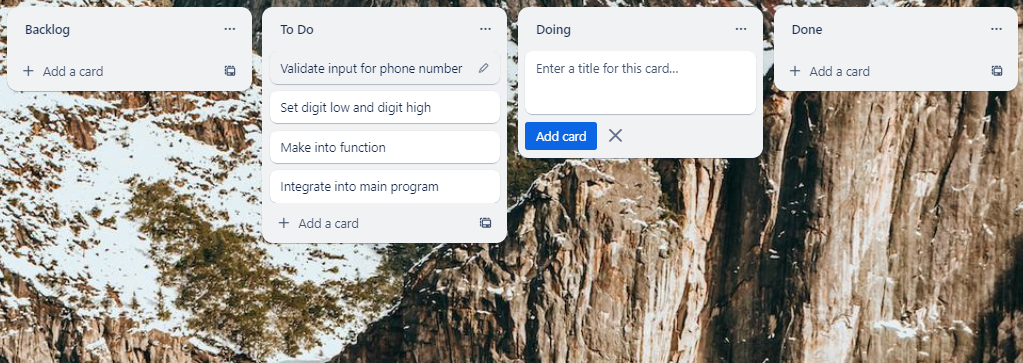 Backlog
Add a card
To Do
Validate input for phone number
Set digit low and digit high
Make into function
Integrate into main program
Add a card
Doing
Enter a title for this card...
Add card
Done
Add a card